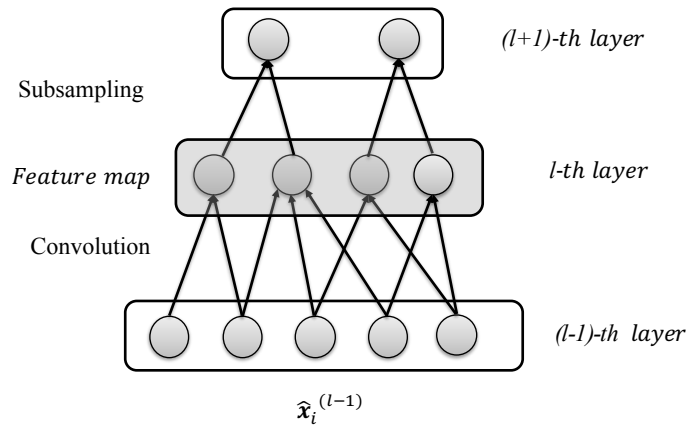 (l+1)-th layer
Subsampling
Feature map
l-th layer
Convolution
(l-1)-th layer
x̂ᵢ⁽ˡ⁻¹⁾